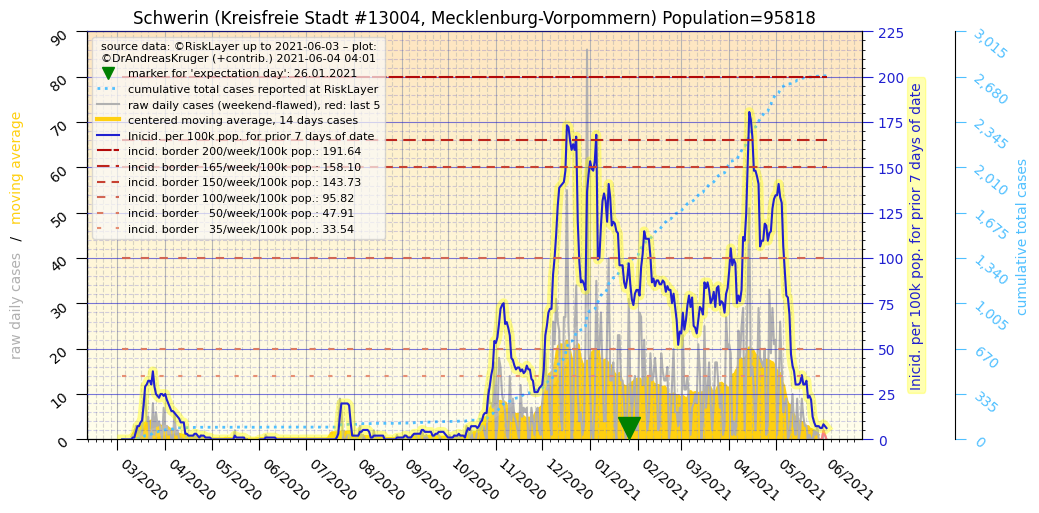 Schwerin (Kreisfreie Stadt #13004, Mecklenburg-Vorpommern) Population=95818
source data: ©RiskLayer up to 2021-06-03 – plot:
©DrAndreasKruger (+contrib.) 2021-06-04 04:01
marker for 'expectation day': 26.01.2021
cumulative total cases reported at RiskLayer
raw daily cases (weekend-flawed), red: last 5
centered moving average, 14 days cases
Inicid. per 100k pop. for prior 7 days of date
incid. border 200/week/100k pop.: 191.64
incid. border 165/week/100k pop.: 158.10
incid. border 150/week/100k pop.: 143.73
incid. border 100/week/100k pop.: 95.82
incid. border 50/week/100k pop.: 47.91
incid. border 35/week/100k pop.: 33.54
raw daily cases / moving average
90
80
70
60
50
40
30
20
10
0
03/2020
04/2020
05/2020
06/2020
07/2020
08/2020
09/2020
10/2020
11/2020
12/2020
01/2021
02/2021
03/2021
04/2021
05/2021
06/2021
225
200
175
150
125
100
75
50
25
0
Inicid. per 100k pop. for prior 7 days of date
3,015
2,680
2,345
2,010
1,675
1,340
1,005
670
335
0
cumulative total cases